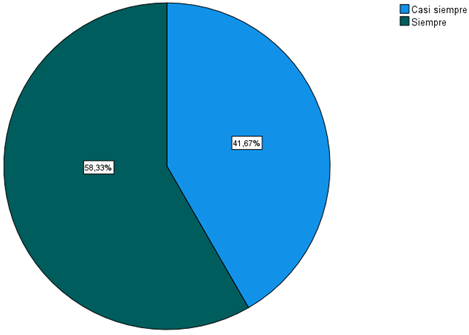 Casi siempre
Siempre
41,67%
58,33%